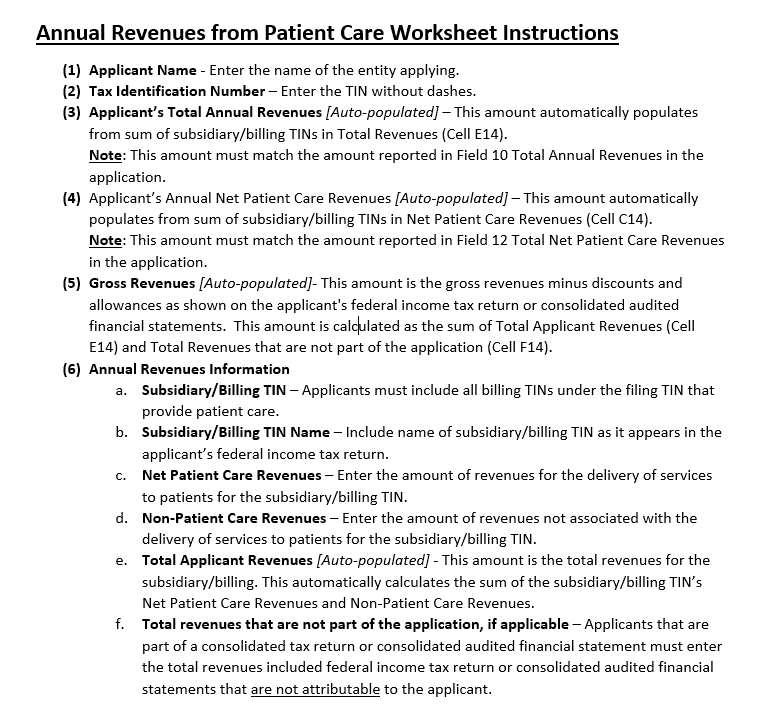 Annual Revenues from Patient Care Worksheet Instructions
(1) Applicant Name - Enter the name of the entity applying.
(2) Tax Identification Number – Enter the TIN without dashes.
(3) Applicant's Total Annual Revenues [Auto-populated] – This amount automatically populates
from sum of subsidiary/billing TINs in Total Revenues (Cell E14).
Note: This amount must match the amount reported in Field 10 Total Annual Revenues in the
application.
(4) Applicant's Annual Net Patient Care Revenues [Auto-populated] – This amount automatically
populates from sum of subsidiary/billing TINs in Net Patient Care Revenues (Cell C14).
Note: This amount must match the amount reported in Field 12 Total Net Patient Care Revenues
in the application.
(5) Gross Revenues [Auto-populated]- This amount is the gross revenues minus discounts and
allowances as shown on the applicant's federal income tax return or consolidated audited
financial statements.  This amount is calculated as the sum of Total Applicant Revenues (Cell
E14) and Total Revenues that are not part of the application (Cell F14).
(6) Annual Revenues Information
a. Subsidiary/Billing TIN – Applicants must include all billing TINs under the filing TIN that
provide patient care.
b. Subsidiary/Billing TIN Name – Include name of subsidiary/billing TIN as it appears in the
applicant's federal income tax return.
c. Net Patient Care Revenues – Enter the amount of revenues for the delivery of services
to patients for the subsidiary/billing TIN.
d. Non-Patient Care Revenues – Enter the amount of revenues not associated with the
delivery of services to patients for the subsidiary/billing TIN.
e. Total Applicant Revenues [Auto-populated] - This amount is the total revenues for the
subsidiary/billing. This automatically calculates the sum of the subsidiary/billing TIN's
Net Patient Care Revenues and Non-Patient Care Revenues.
f. Total revenues that are not part of the application, if applicable – Applicants that are
part of a consolidated tax return or consolidated audited financial statement must enter
the total revenues included federal income tax return or consolidated audited financial
statements that are not attributable to the applicant.